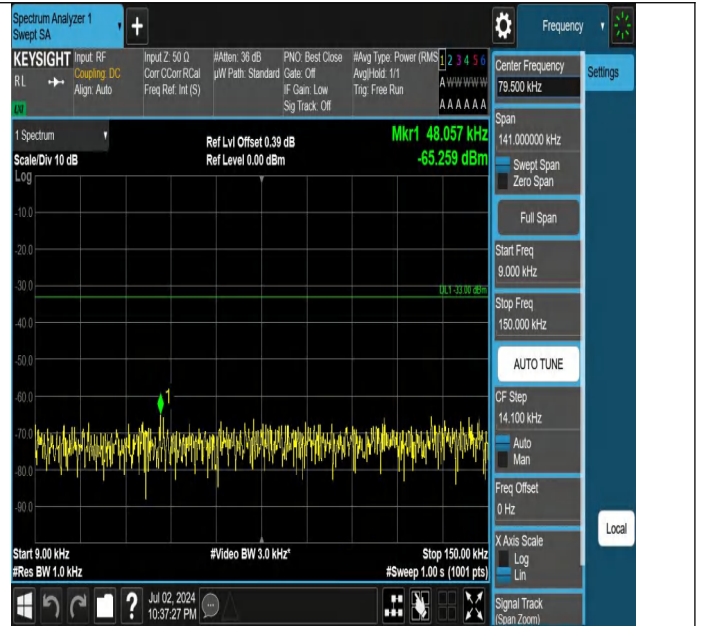 Spectrum Analyzer 1
Swept SA
+
Frequency
KEYSIGHT
Input: RF
Coupling: DC
Align: Auto
Input Z: 50 Ω
Corr CCorr RCal
Freq Ref: Int (S)
#Atten: 36 dB
µW Path: Standard
PNO: Best Close
Gate: Off
IF Gain: Low
Sig Track: Off
#Avg Type: Power (RMS
Avg|Hold: 1/1
Trig: Free Run
1 2 3 4 5 6
A W W W W W
A A A A A A
R L
LXI
1 Spectrum
Scale/Div 10 dB
Log
Ref Lvl Offset 0.39 dB
Ref Level 0.00 dBm
Mkr1 48.057 kHz
-65.259 dBm
-10.0
-20.0
-30.0
DL1 -33.00 dBm
-40.0
-50.0
-60.0
1
-70.0
-80.0
-90.0
Start 9.00 kHz
#Video BW 3.0 kHz*
Stop 150.00 kHz
#Res BW 1.0 kHz
#Sweep 1.00 s (1001 pts)
Center Frequency
79.500 kHz
Settings
Span
141.000000 kHz
Swept Span
Zero Span
Full Span
Start Freq
9.000 kHz
Stop Freq
150.000 kHz
AUTO TUNE
CF Step
14.100 kHz
Auto
Man
Freq Offset
0 Hz
X Axis Scale
Log
Lin
Local
Signal Track
(Span Zoom)
?
Jul 02, 2024
10:37:27 PM